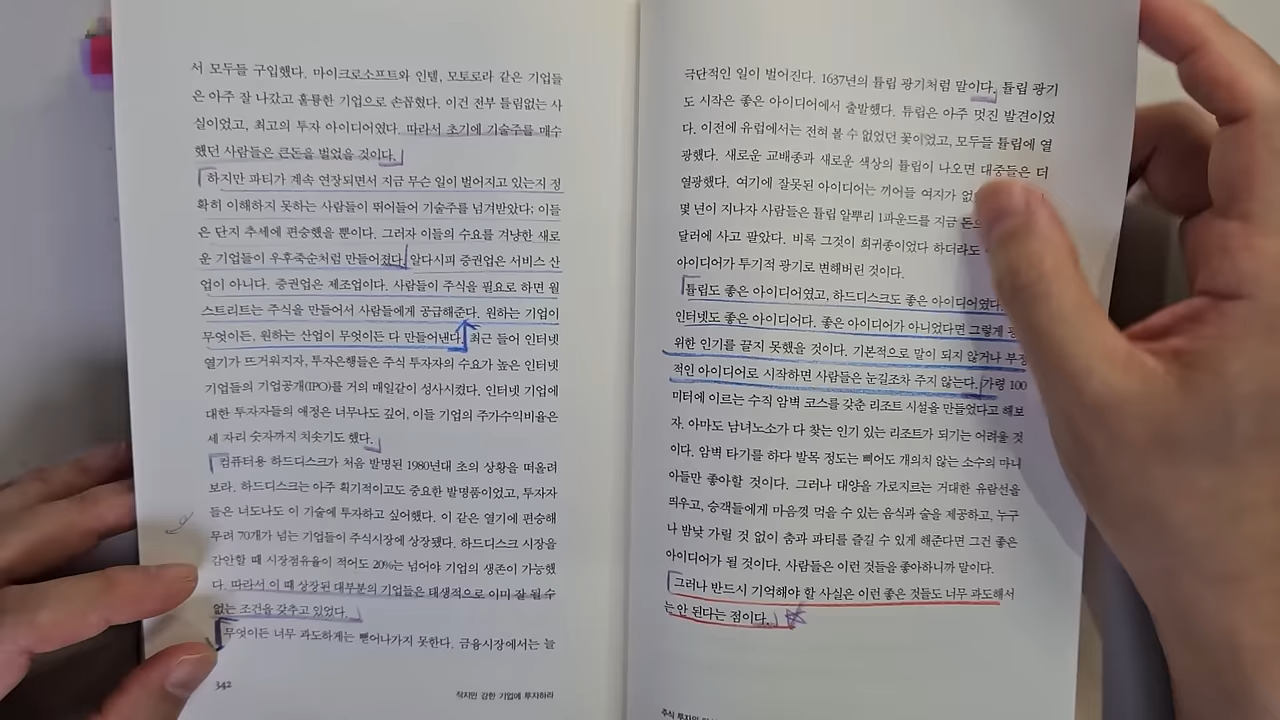 서 모두들 구입했다. 마이크로소프트와 인텔, 모토로라 같은 기업들
은 아주 잘 나갔고 훌륭한 기업으로 손꼽혔다. 이건 전부 틀림없는 사
실이었고, 최고의 투자 아이디어였다. 따라서 초기에 기술주를 매수
했던 사람들은 큰돈을 벌었을 것이다.
하지만 파티가 계속 연장되면서 지금 무슨 일이 벌어지고 있는지 정
확히 이해하지 못하는 사람들이 뛰어들어 기술주를 넘겨받았다; 이들
은 단지 추세에 편승했을 뿐이다. 그러자 이들의 수요를 겨냥한 새로
운 기업들이 우후죽순처럼 만들어졌다. 알다시피 증권업은 서비스 산
업이 아니다. 증권업은 제조업이다. 사람들이 주식을 필요로 하면 월
스트리트는 주식을 만들어서 사람들에게 공급해준다. 원하는 기업이
무엇이든, 원하는 산업이 무엇이든 다 만들어낸다. 최근 들어 인터넷
열기가 뜨거워지자, 투자은행들은 주식 투자자의 수요가 높은 인터넷
기업들의 기업공개(IPO)를 거의 매일같이 성사시켰다. 인터넷 기업에
대한 투자자들의 애정은 너무나도 깊어, 이들 기업의 주가수익비율은
세 자리 숫자까지 치솟기도 했다.
컴퓨터용 하드디스크가 처음 발명된 1980년대 초의 상황을 떠올려
보라. 하드디스크는 아주 획기적이고도 중요한 발명품이었고, 투자자
들은 너도나도 이 기술에 투자하고 싶어했다. 이 같은 열기에 편승해
무려 70개가 넘는 기업들이 주식시장에 상장됐다. 하드디스크 시장을
감안할 때 시장점유율이 적어도 20%는 넘어야 기업의 생존이 가능했
다. 따라서 이 때 상장된 대부분의 기업들은 태생적으로 이미 잘 될 수
없는 조건을 갖추고 있었다.
무엇이든 너무 과도하게는 뻗어나가지 못한다. 금융시장에서는 늘
342
작지만 강한 기업에 투자하라
극단적인 일이 벌어진다. 1637년의 튤립 광기처럼 말이다. 튤립 광기
도 시작은 좋은 아이디어에서 출발했다. 튜립은 아주 멋진 발견이었
다. 이전에 유럽에서는 전혀 볼 수 없었던 꽃이었고, 모두들 튤립에 열
광했다. 새로운 교배종과 새로운 색상의 튤립이 나오면 대중들은 더
열광했다. 여기에 잘못된 아이디어는 끼어들 여지가
몇 년이 지나자 사람들은 튤립 알뿌리 1파운드를 지금
달러에 사고 팔았다. 비록 그것이 희귀종이었다 하더라도
아이디어가 투기적 광기로 변해버린 것이다.
튤립도 좋은 아이디어였고, 하드디스크도 좋은 아이디어였다.
인터넷도 좋은 아이디어다. 좋은 아이디어가 아니었다면 그렇게
위한 인기를 끌지 못했을 것이다. 기본적으로 말이 되지 않거나
적인 아이디어로 시작하면 사람들은 눈길조차 주지 않는다. 가령 100
미터에 이르는 수직 암벽 코스를 갖춘 리조트 시설을 만들었다고 해보
자. 아마도 남녀노소가 다 찾는 인기 있는 리조트가 되기는 어려울 것
이다. 암벽 타기를 하다 발목 정도는 삐어도 개의치 않는 소수의 마니
아들만 좋아할 것이다. 그러나 대양을 가로지르는 거대한 유람선을
띄우고, 승객들에게 마음껏 먹을 수 있는 음식과 술을 제공하고, 누구
나 밤낮 가릴 것 없이 춤과 파티를 즐길 수 있게 해준다면 그건 좋은
아이디어가 될 것이다. 사람들은 이런 것들을 좋아하니까 말이다.
그러나 반드시 기억해야 할 사실은 이런 좋은 것들도 너무 과도해서
는 안 된다는 점이다.
주식 투자의